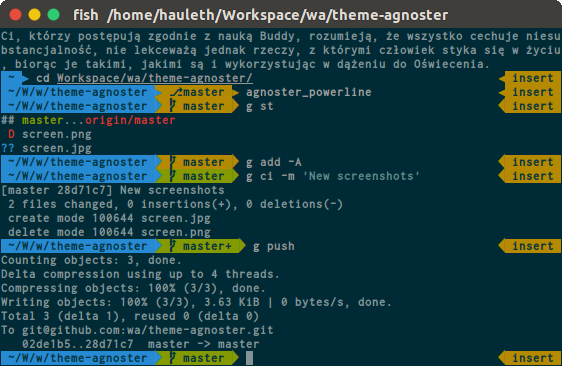 fish /home/hauleth/Workspace/wa/theme-agnoster
Ci, którzy postępują zgodnie z nauką Buddy, rozumieją, że wszystko cechuje niesu
bstancjalność, nie lekceważą jednak rzeczy, z którymi człowiek styka się w życiu
, biorąc je takimi, jakimi są i wykorzystując w dążeniu do Oświecenia.
~ cd Workspace/wa/theme-agnoster/ insert
~/W/w/theme-agnoster master agnoster_powerline insert
~/W/w/theme-agnoster master g st insert
## master...origin/master
D screen.png
?? screen.jpg
~/W/w/theme-agnoster master g add -A insert
~/W/w/theme-agnoster master g ci -m 'New screenshots' insert
[master 28d71c7] New screenshots
2 files changed, 0 insertions(+), 0 deletions(-)
create mode 100644 screen.jpg
delete mode 100644 screen.png
~/W/w/theme-agnoster master+ g push insert
Counting objects: 3, done.
Delta compression using up to 4 threads.
Compressing objects: 100% (3/3), done.
Writing objects: 100% (3/3), 3.63 KiB | 0 bytes/s, done.
Total 3 (delta 1), reused 0 (delta 0)
To git@github.com:wa/theme-agnoster.git
02de1b5..28d71c7 master -> master
~/W/w/theme-agnoster master insert